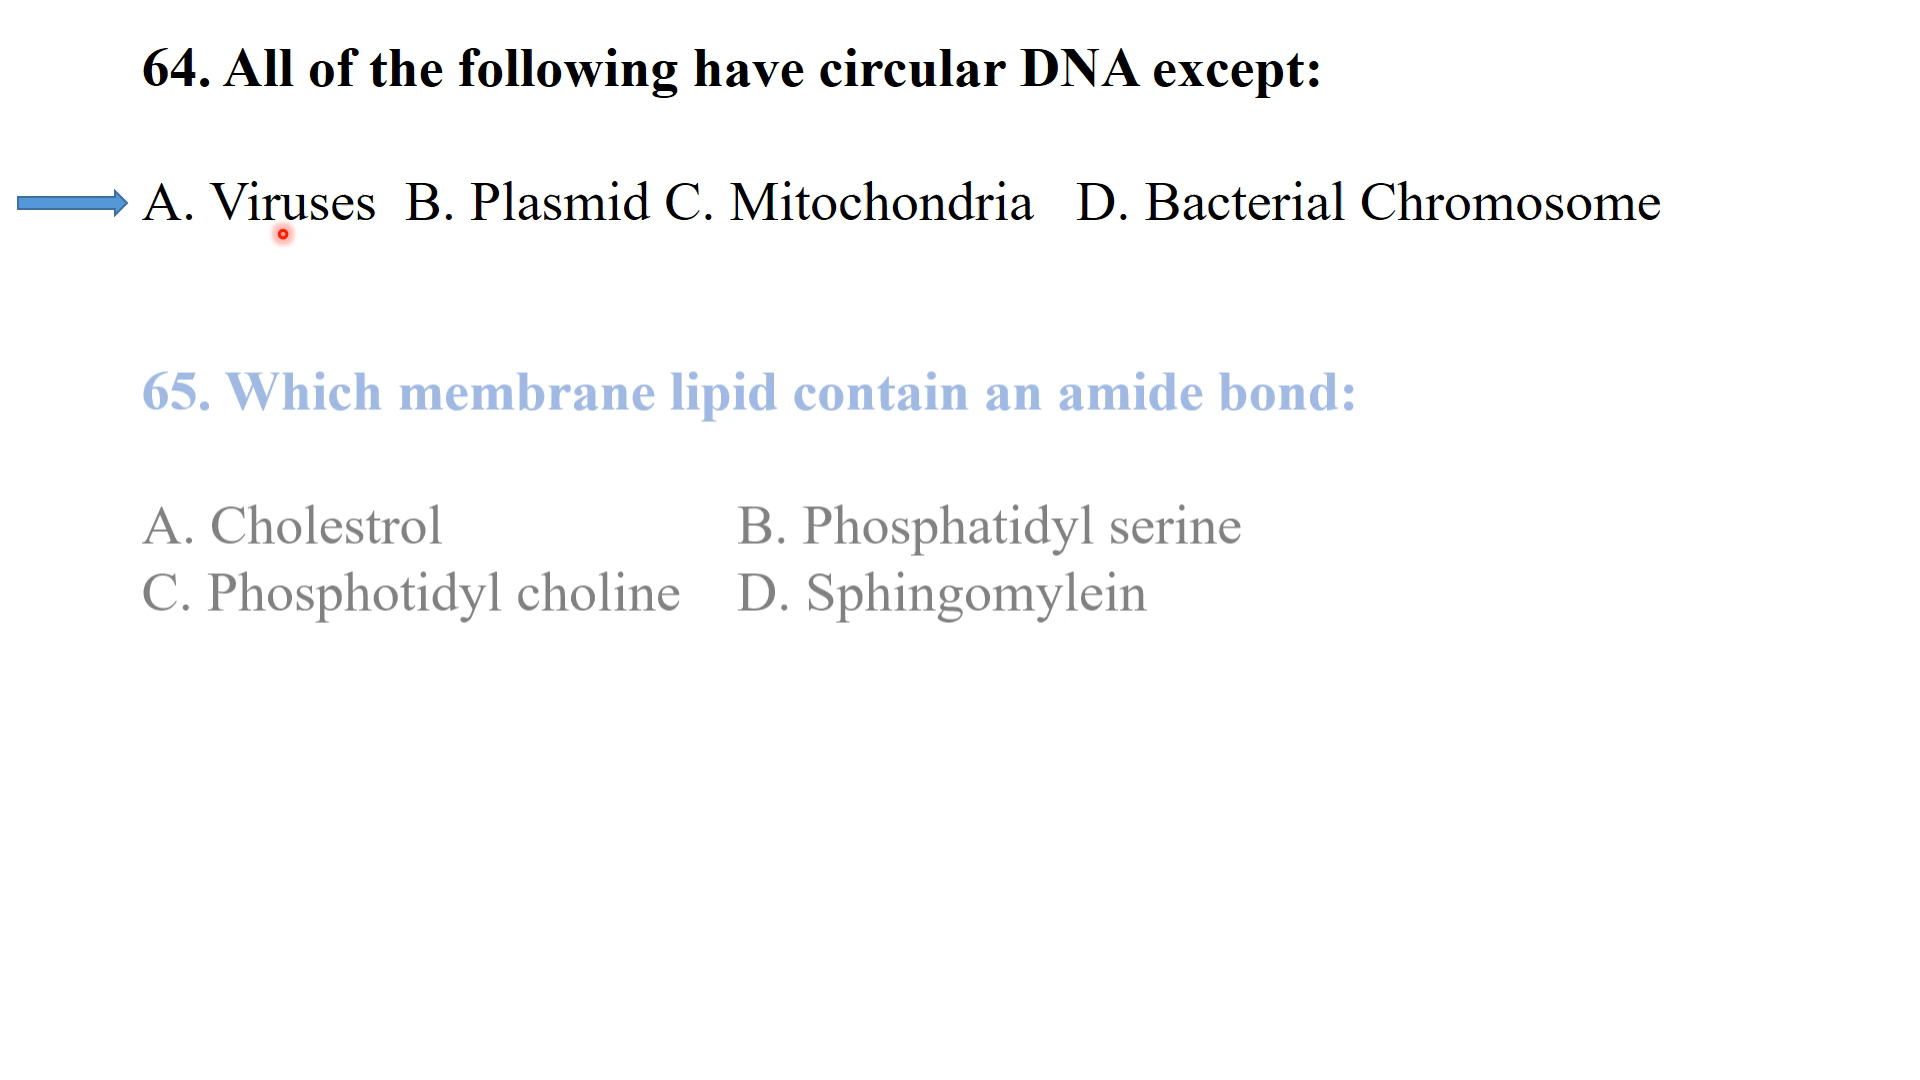 64. All of the following have circular DNA except:
A. Viruses B. Plasmid C. Mitochondria D. Bacterial Chromosome
65. Which membrane lipid contain an amide bond:
A. Cholestrol B. Phosphatidyl serine
C. Phosphotidyl choline D. Sphingomylein